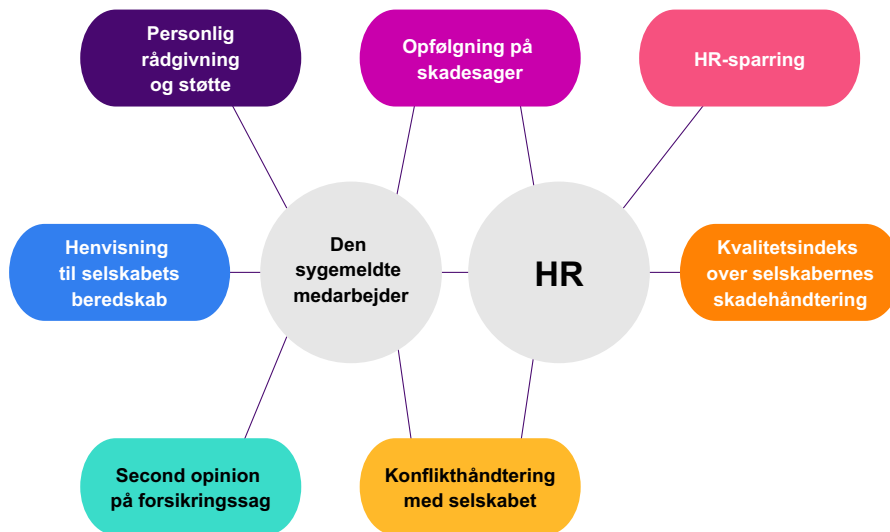 Personlig
rådgivning
og støtte
Opfølgning på
skadesager
HR-sparring
Henvisning
til selskabets
beredskab
Den
sygemeldte
medarbejder
HR
Kvalitetsindeks
over selskabernes
skadehåndtering
Second opinion
på forsikringssag
Konflikthåndtering
med selskabet